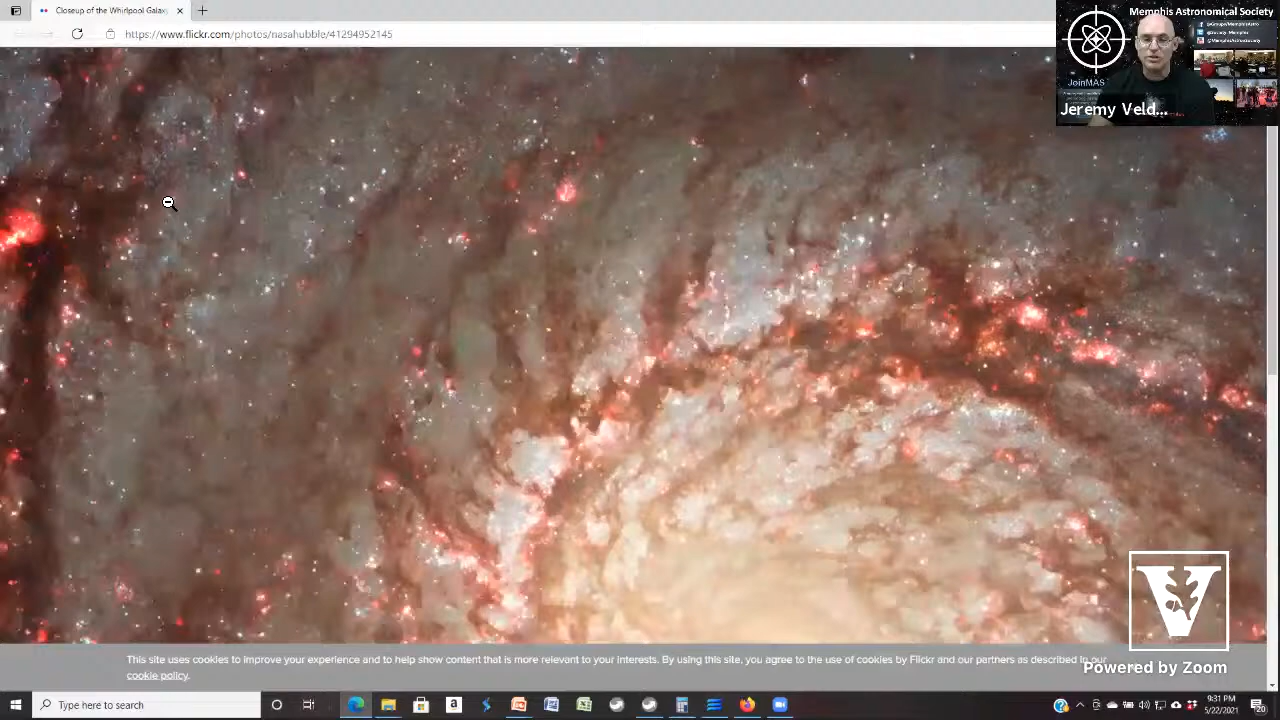 Closeup of the Whirlpool Galax
https://www.flickr.com/photos/nasahubble/41294952145
Memphis Astronomical Society
JoinMAS
Jeremy Veld...
V
Powered by Zoom
This site uses cookies to improve your experience and to help show content that is more relevant to your interests. By using this site, you agree to the use of cookies by Flickr and our partners as described in our
cookie policy.
Type here to search
9:31 PM
5/22/2021
20